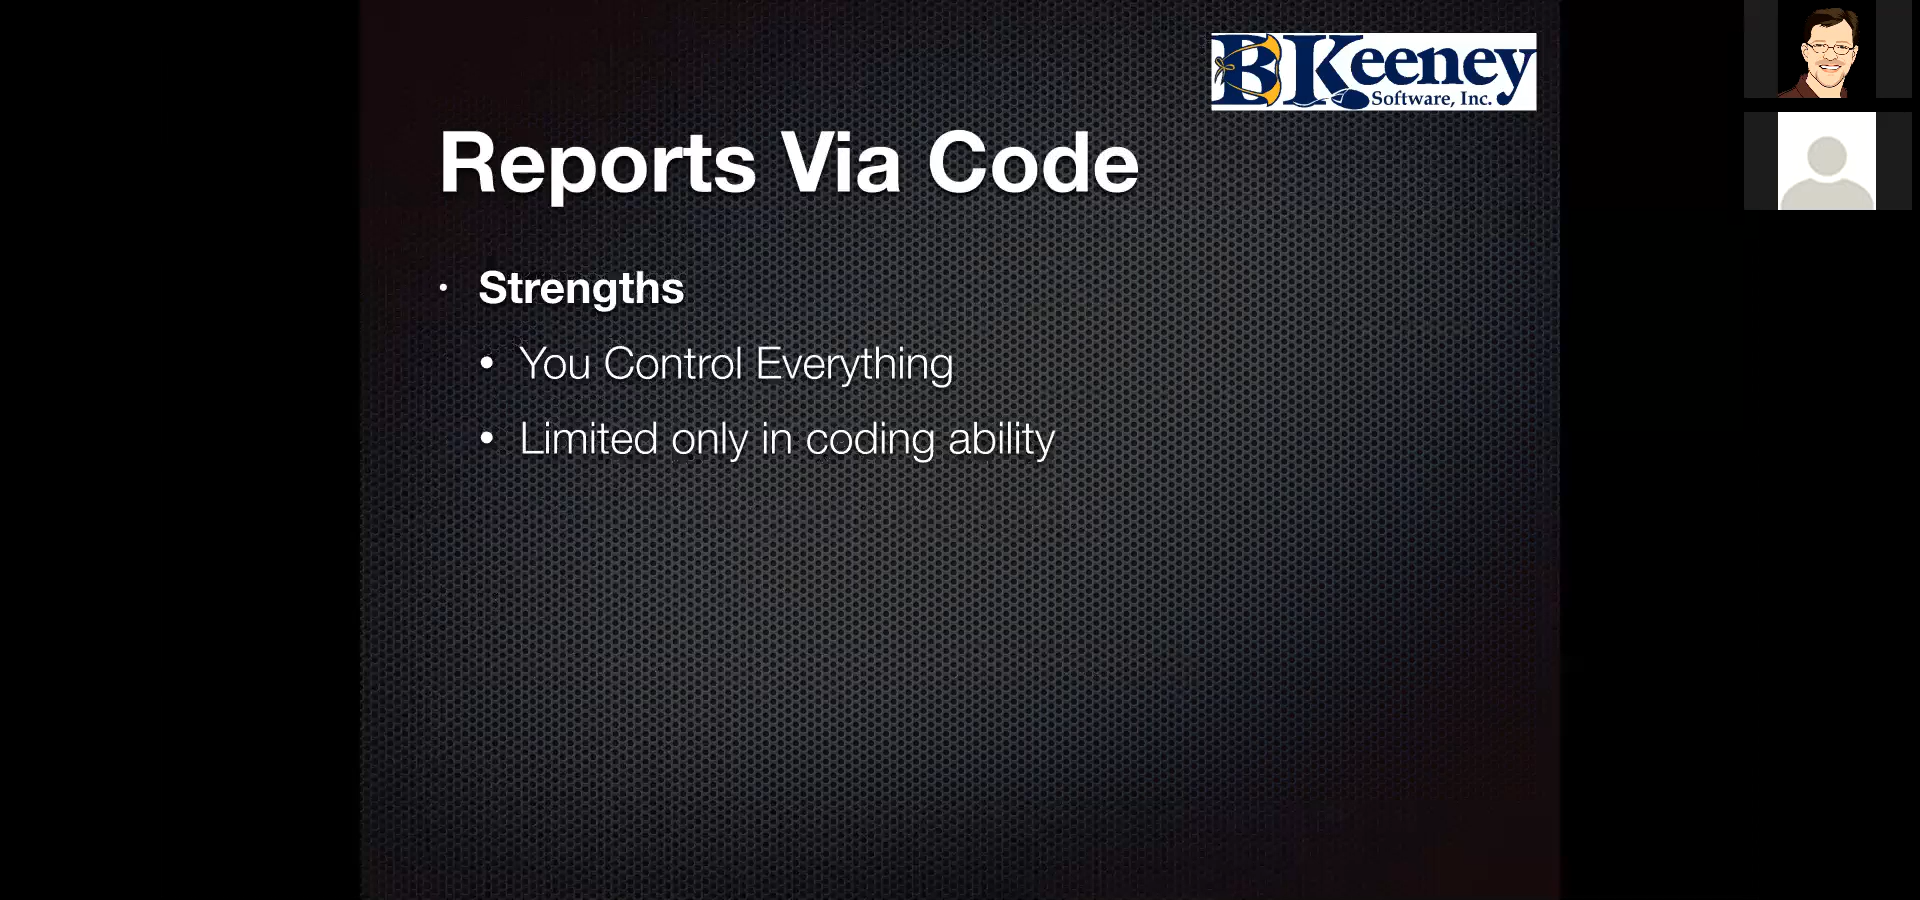 BKeeney
Software, Inc.
Reports Via Code
• Strengths
• You Control Everything
• Limited only in coding ability